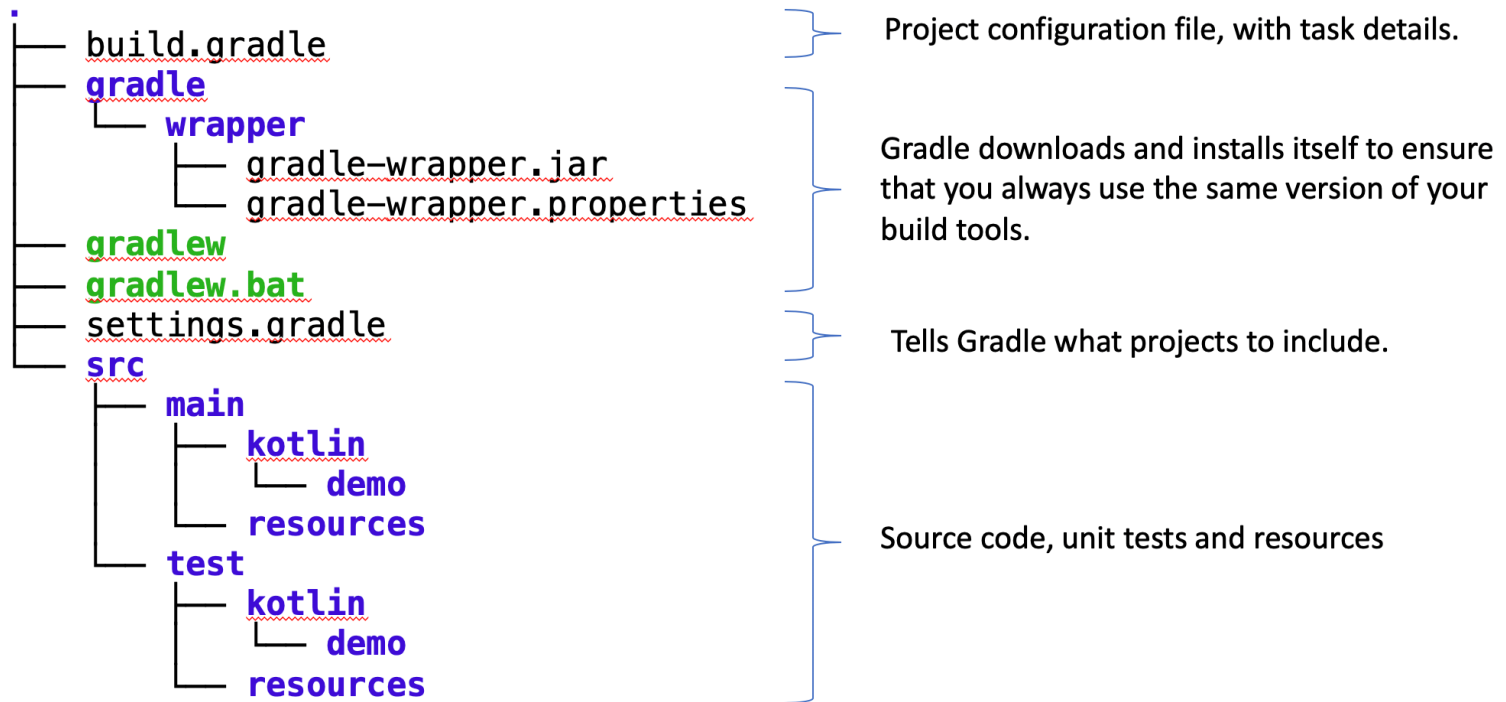 .
build.gradle
Project configuration file, with task details.
gradle
wrapper
gradle-wrapper.jar
gradle-wrapper.properties
gradlew
gradlew.bat
Gradle downloads and installs itself to ensure
that you always use the same version of your
build tools.
settings.gradle
Tells Gradle what projects to include.
src
main
kotlin
demo
resources
test
kotlin
demo
resources
Source code, unit tests and resources